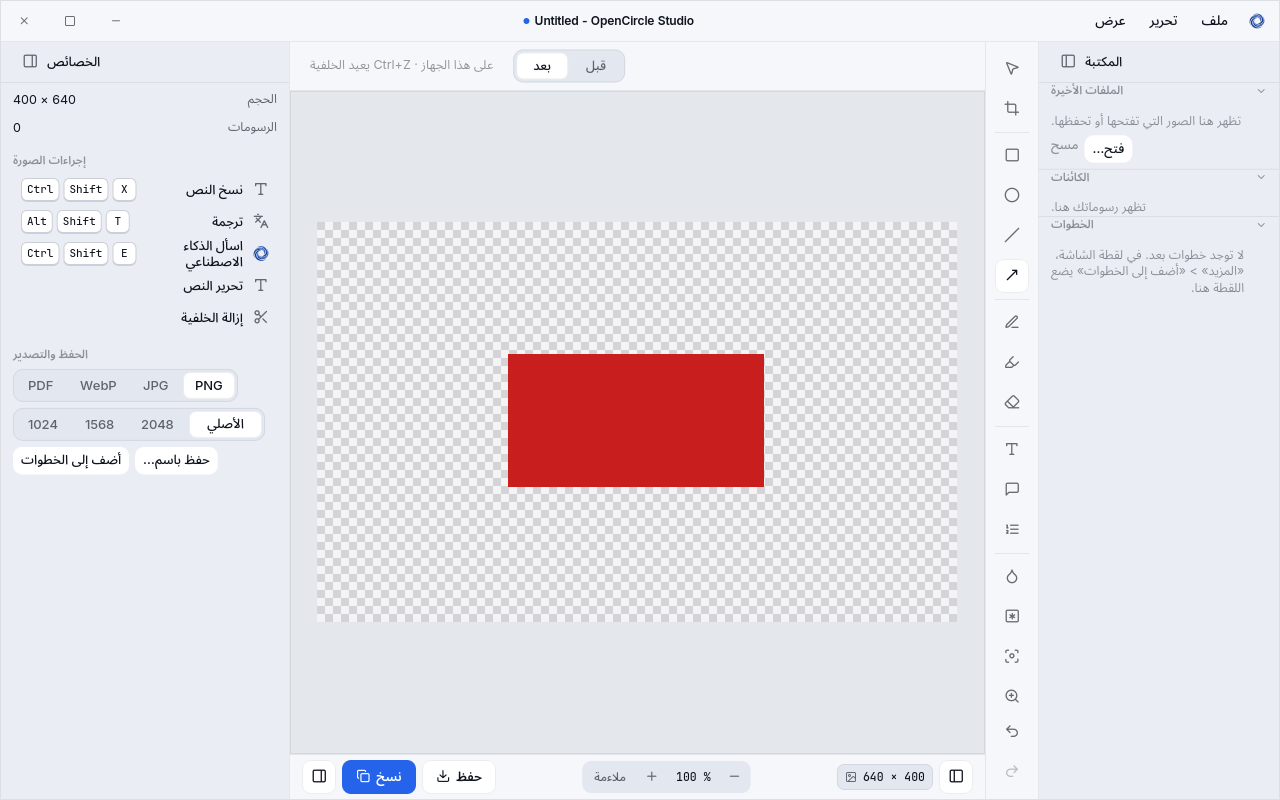 ملف
تحرير
عرض
Untitled - OpenCircle Studio
المكتبة
الملفات الأخيرة
تظهر هنا الصور التي تفتحها أو تحفظها.
فتح...
مسح
الكائنات
تظهر رسوماتك هنا.
الخطوات
لا توجد خطوات بعد. في لقطة الشاشة،
«المزيد» > «أضف إلى الخطوات» يضع
اللقطة هنا.
قبل
بعد
على هذا الجهاز · Ctrl+Z يعيد الخلفية
400 × 640
100 %
ملاءمة
حفظ
نسخ
الخصائص
الحجم
640 × 400
الرسومات
0
إجراءات الصورة
نسخ النص
Ctrl Shift X
ترجمة
Alt Shift T
اسأل الذكاء
الاصطناعي
Ctrl Shift E
تحرير النص
إزالة الخلفية
الحفظ والتصدير
PNG JPG WebP PDF
الأصلي 2048 1568 1024
حفظ باسم...
أضف إلى الخطوات